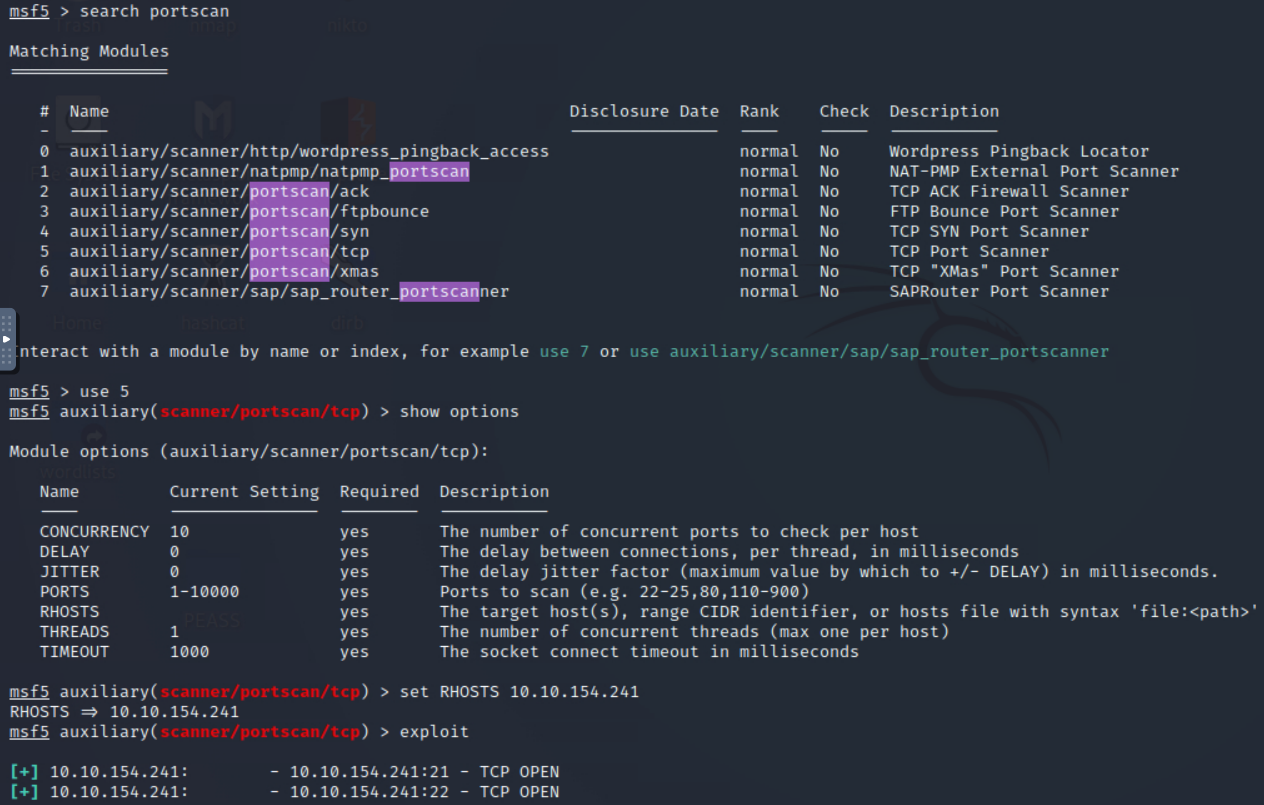 msf5 > search portscan
Trash nmap nikto
Matching Modules
================
# Name Disclosure Date Rank Check Description
- ---- --------------- ---- ----- -----------
0 auxiliary/scanner/http/wordpress_pingback_access normal No Wordpress Pingback Locator
1 auxiliary/scanner/natpmp/natpmp_portscan normal No NAT-PMP External Port Scanner
2 auxiliary/scanner/portscan/ack normal No TCP ACK Firewall Scanner
3 auxiliary/scanner/portscan/ftpbounce normal No FTP Bounce Port Scanner
4 auxiliary/scanner/portscan/syn normal No TCP SYN Port Scanner
5 auxiliary/scanner/portscan/tcp normal No TCP Port Scanner
6 auxiliary/scanner/portscan/xmas normal No TCP "XMas" Port Scanner
7 auxiliary/scanner/sap/sap_router_portscanner normal No SAPRouter Port Scanner
Home hashcat dirb
Interact with a module by name or index, for example use 7 or use auxiliary/scanner/sap/sap_router_portscanner
msf5 > use 5
msf5 auxiliary(scanner/portscan/tcp) > show options
Module options (auxiliary/scanner/portscan/tcp):
wordlists
Name Current Setting Required Description
---- --------------- -------- -----------
CONCURRENCY 10 yes The number of concurrent ports to check per host
DELAY 0 yes The delay between connections, per thread, in milliseconds
JITTER 0 yes The delay jitter factor (maximum value by which to +/- DELAY) in milliseconds.
PORTS 1-10000 yes Ports to scan (e.g. 22-25,80,110-900)
RHOSTS yes The target host(s), range CIDR identifier, or hosts file with syntax 'file:<path>'
PEASS
THREADS 1 yes The number of concurrent threads (max one per host)
TIMEOUT 1000 yes The socket connect timeout in milliseconds
msf5 auxiliary(scanner/portscan/tcp) > set RHOSTS 10.10.154.241
RHOSTS => 10.10.154.241
msf5 auxiliary(scanner/portscan/tcp) > exploit
[+] 10.10.154.241: - 10.10.154.241:21 - TCP OPEN
[+] 10.10.154.241: - 10.10.154.241:22 - TCP OPEN